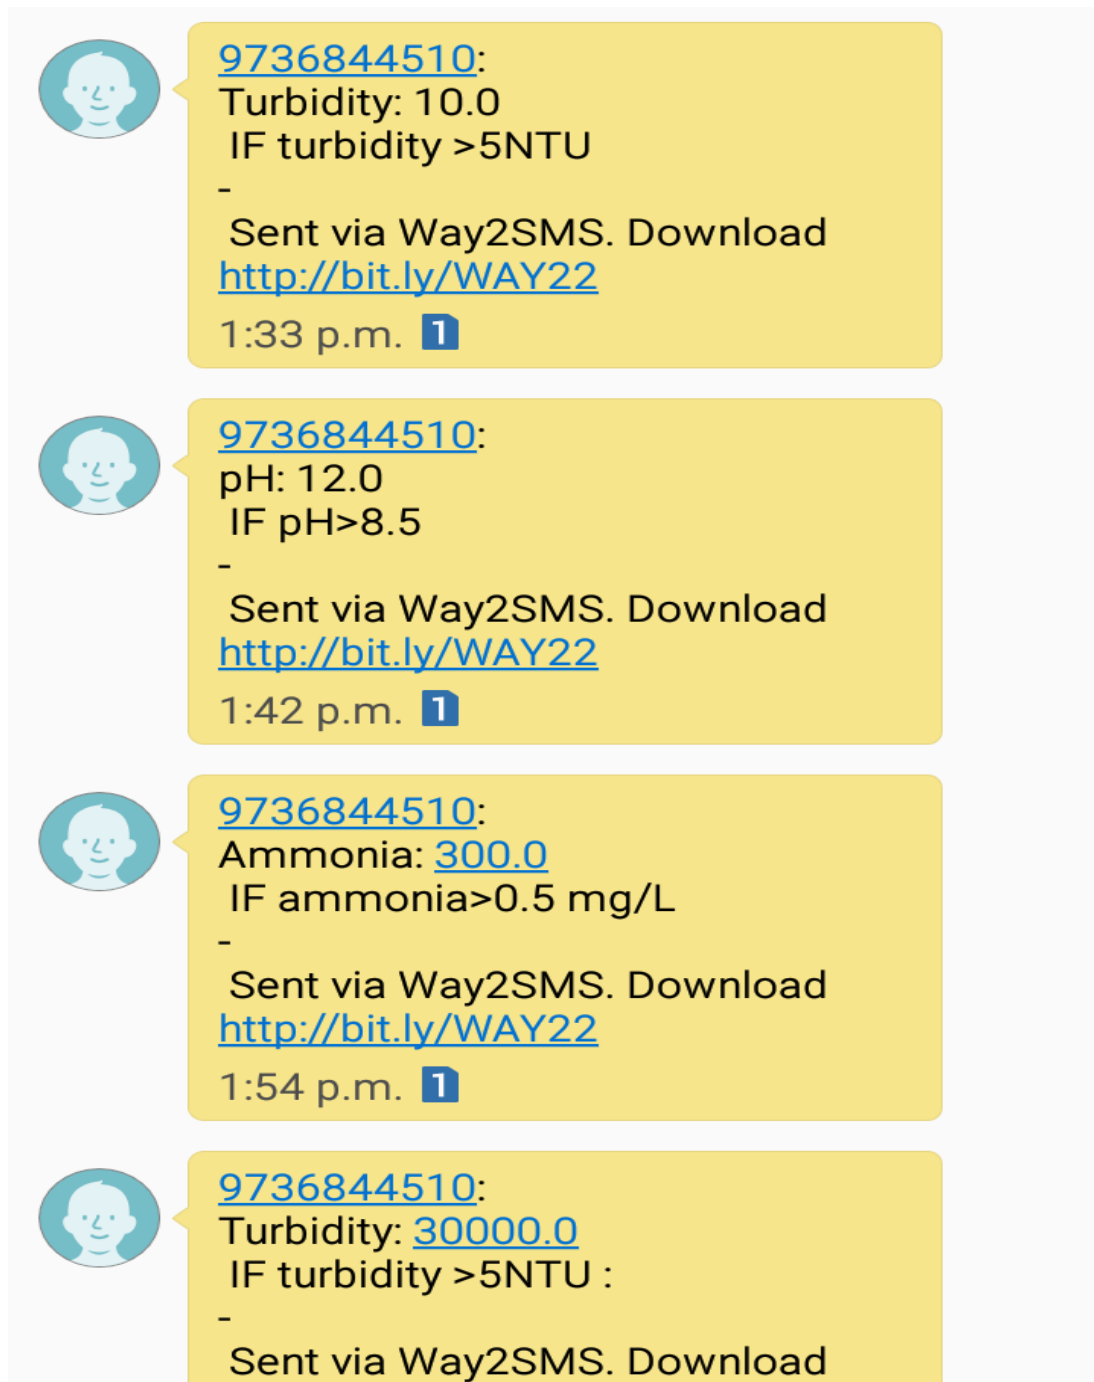 9736844510:
Turbidity: 10.0
IF turbidity >5NTU
-
Sent via Way2SMS. Download
http://bit.ly/WAY22
1:33 p.m. 1
9736844510:
pH: 12.0
IF pH>8.5
-
Sent via Way2SMS. Download
http://bit.ly/WAY22
1:42 p.m. 1
9736844510:
Ammonia: 300.0
IF ammonia>0.5 mg/L
-
Sent via Way2SMS. Download
http://bit.ly/WAY22
1:54 p.m. 1
9736844510:
Turbidity: 30000.0
IF turbidity >5NTU :
-
Sent via Way2SMS. Download